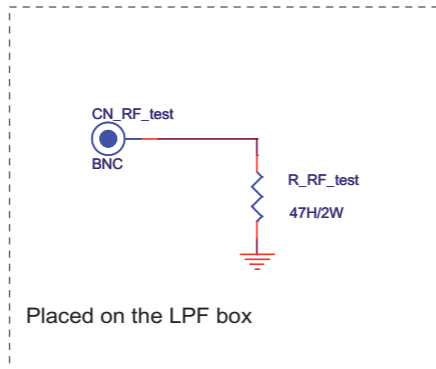 CN_RF_test
BNC
R_RF_test
47H/2W
Placed on the LPF box